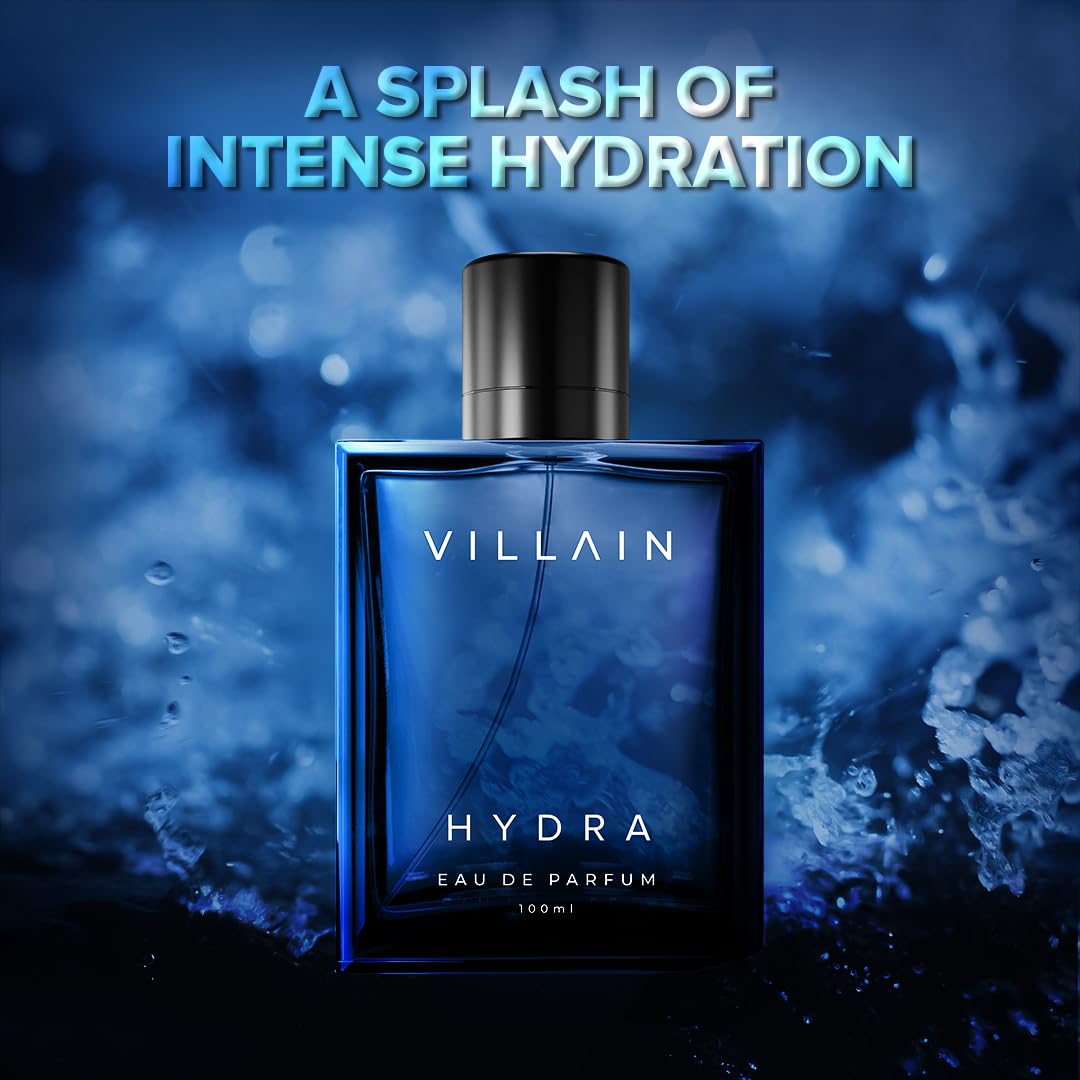 A SPLASH OF
INTENSE HYDRATION
VILLAIN
HYDRA
EAU DE PARFUM
100ml